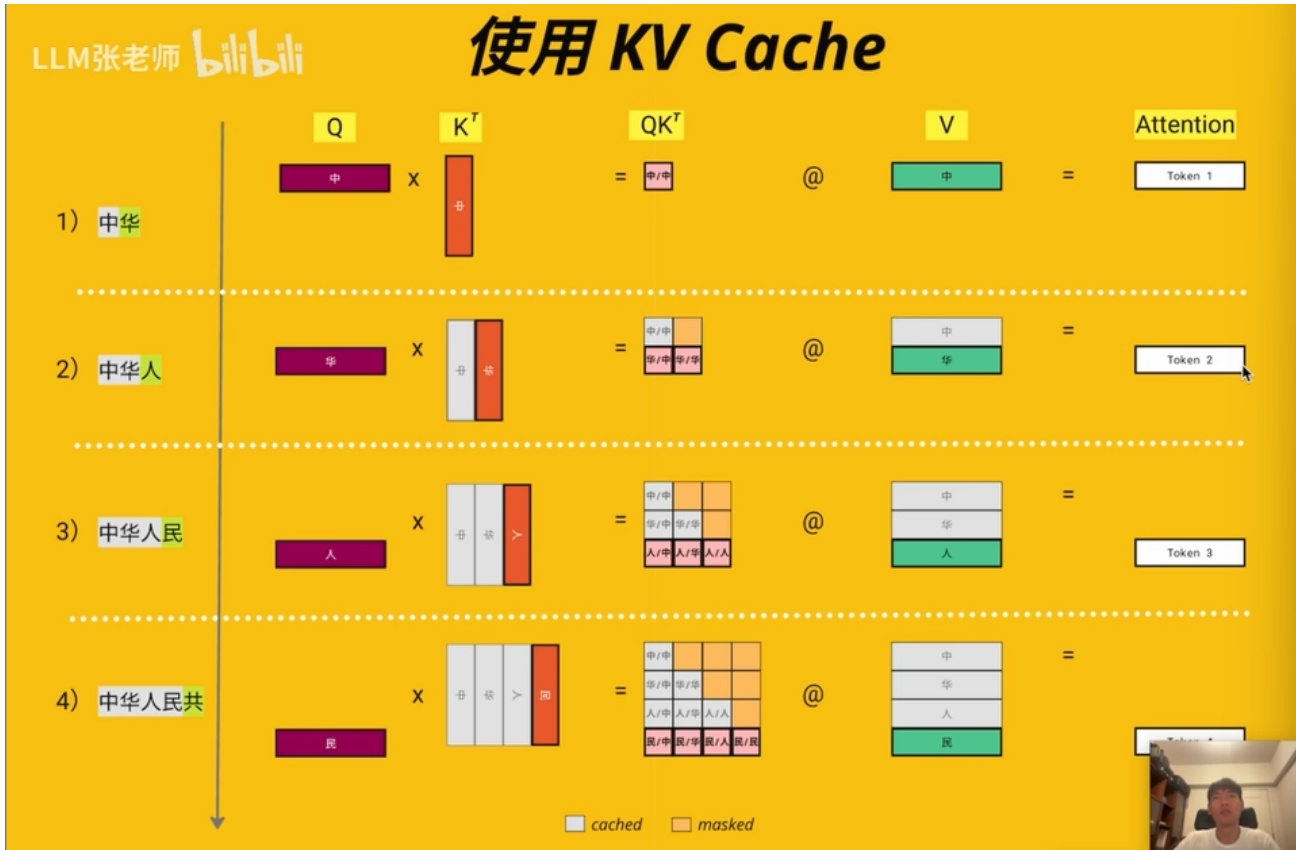 LLM张老师 bilibili
使用 KV Cache
Q K^T QK^T V Attention
中 x 中 = 中/中 @ 中 = Token 1
1) 中华
2) 中华人
华 x 中 华 = 中/中 @ 中 =
华/中 华/华 华 Token 2
3) 中华人民
人 x 中 华 人 = 中/中 @ 中 =
华/中 华/华 华
人/中 人/华 人/人 人 Token 3
4) 中华人民共
民 x 中 华 人 民 = 中/中 @ 中 =
华/中 华/华 华
人/中 人/华 人/人 人
民/中 民/华 民/人 民/民 民
cached masked